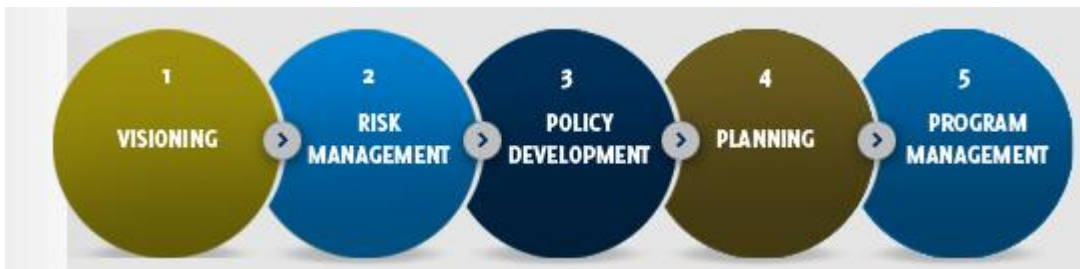 1
VISIONING
2
RISK
MANAGEMENT
3
POLICY
DEVELOPMENT
4
PLANNING
5
PROGRAM
MANAGEMENT